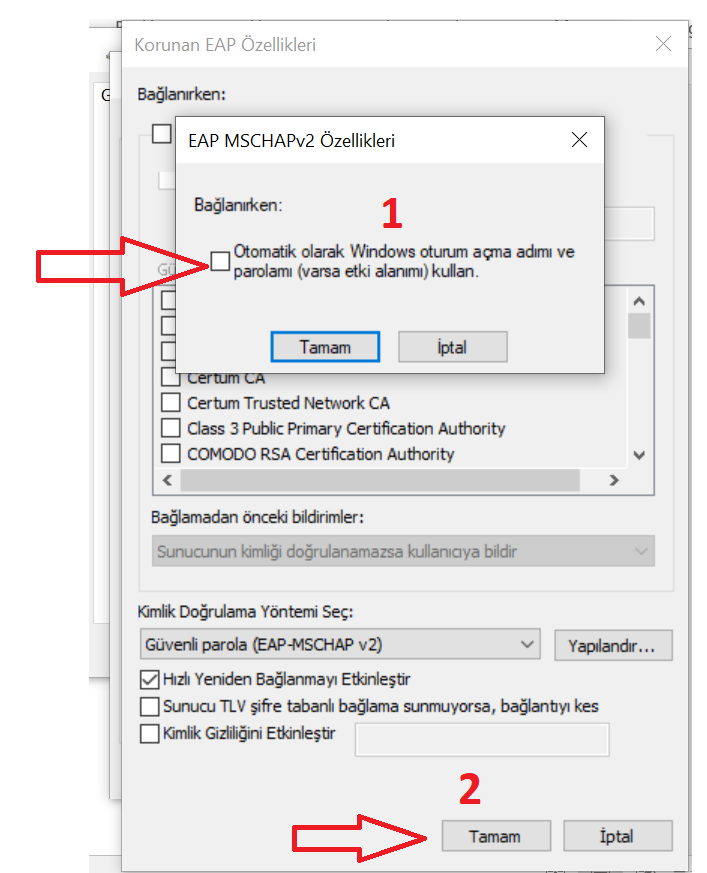 Korunan EAP Özellikleri
Bağlanırken:
EAP MSCHAPv2 Özellikleri
Bağlanırken:
1
Otomatik olarak Windows oturum açma adımı ve
parolamı (varsa etki alanımı) kullan.
Tamam
İptal
Certum CA
Certum Trusted Network CA
Class 3 Public Primary Certification Authority
COMODO RSA Certification Authority
Bağlamadan önceki bildirimler:
Sunucunun kimliği doğrulanamazsa kullanıcıya bildir
Kimlik Doğrulama Yöntemi Seç:
Güvenli parola (EAP-MSCHAP v2)
Yapılandır...
Hızlı Yeniden Bağlanmayı Etkinleştir
Sunucu TLV şifre tabanlı bağlama sunmuyorsa, bağlantıyı kes
Kimlik Gizliliğini Etkinleştir
2
Tamam
İptal